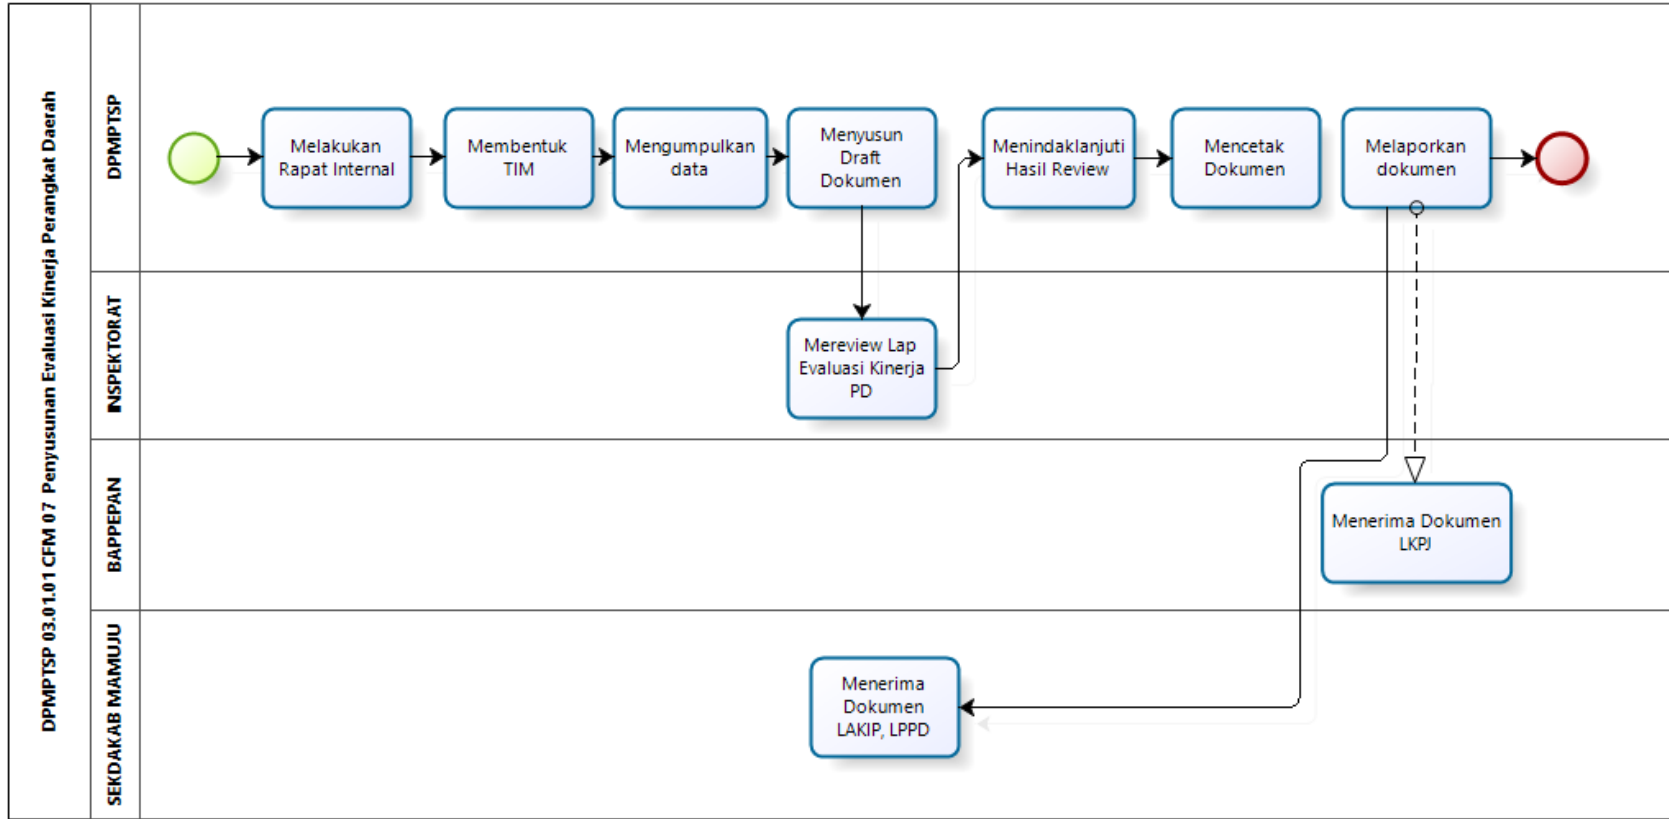 DPMPTSP 03.01.01 CFM 07 Penyusunan Evaluasi Kinerja Perangkat Daerah
DPMPTSP
Melakukan
Rapat Internal
Membentuk
TIM
Mengumpulkan
data
Menyusun
Draft
Dokumen
Menindaklanjuti
Hasil Review
Mencetak
Dokumen
Melaporkan
dokumen
INSPEKTORAT
Mereview Lap
Evaluasi Kinerja
PD
BAPPEPAN
Menerima Dokumen
LKPJ
SEKDAKAB MAMUJU
Menerima
Dokumen
LAKIP, LPPD